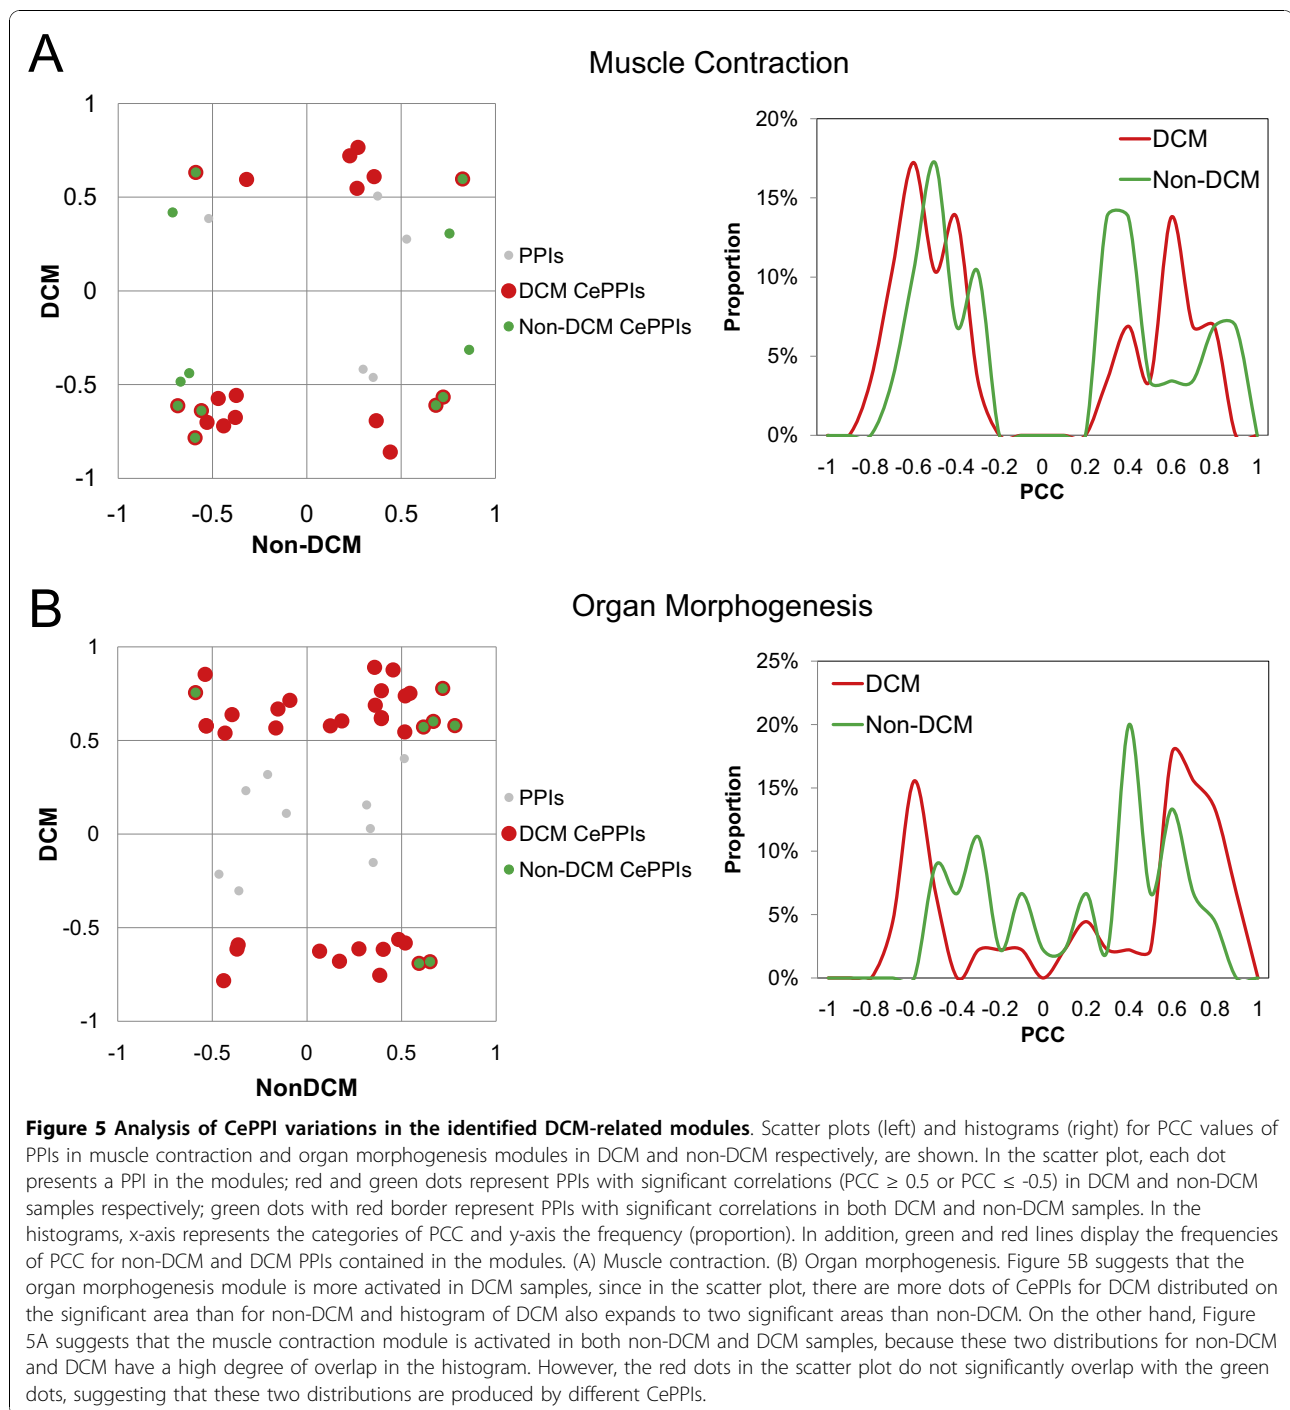 A
Muscle Contraction
1
0.5
0
-0.5
-1
-1
-0.5
0
0.5
1
DCM
Non-DCM
PPIs
DCM CePPIs
Non-DCM CePPIs
20%
15%
10%
5%
0%
Proportion
DCM
Non-DCM
-1 -0.8 -0.6 -0.4 -0.2 0 0.2 0.4 0.6 0.8 1
PCC
B
Organ Morphogenesis
1
0.5
0
-0.5
-1
-1
-0.5
0
0.5
1
DCM
NonDCM
PPIs
DCM CePPIs
Non-DCM CePPIs
25%
20%
15%
10%
5%
0%
Proportion
DCM
Non-DCM
-1 -0.8 -0.6 -0.4 -0.2 0 0.2 0.4 0.6 0.8 1
PCC
Figure 5 Analysis of CePPI variations in the identified DCM-related modules. Scatter plots (left) and histograms (right) for PCC values of
PPIs in muscle contraction and organ morphogenesis modules in DCM and non-DCM respectively, are shown. In the scatter plot, each dot
presents a PPI in the modules; red and green dots represent PPIs with significant correlations (PCC ≥ 0.5 or PCC ≤ -0.5) in DCM and non-DCM
samples respectively; green dots with red border represent PPIs with significant correlations in both DCM and non-DCM samples. In the
histograms, x-axis represents the categories of PCC and y-axis the frequency (proportion). In addition, green and red lines display the frequencies
of PCC for non-DCM and DCM PPIs contained in the modules. (A) Muscle contraction. (B) Organ morphogenesis. Figure 5B suggests that the
organ morphogenesis module is more activated in DCM samples, since in the scatter plot, there are more dots of CePPIs for DCM distributed on
the significant area than for non-DCM and histogram of DCM also expands to two significant areas than non-DCM. On the other hand, Figure
5A suggests that the muscle contraction module is activated in both non-DCM and DCM samples, because these two distributions for non-DCM
and DCM have a high degree of overlap in the histogram. However, the red dots in the scatter plot do not significantly overlap with the green
dots, suggesting that these two distributions are produced by different CePPIs.